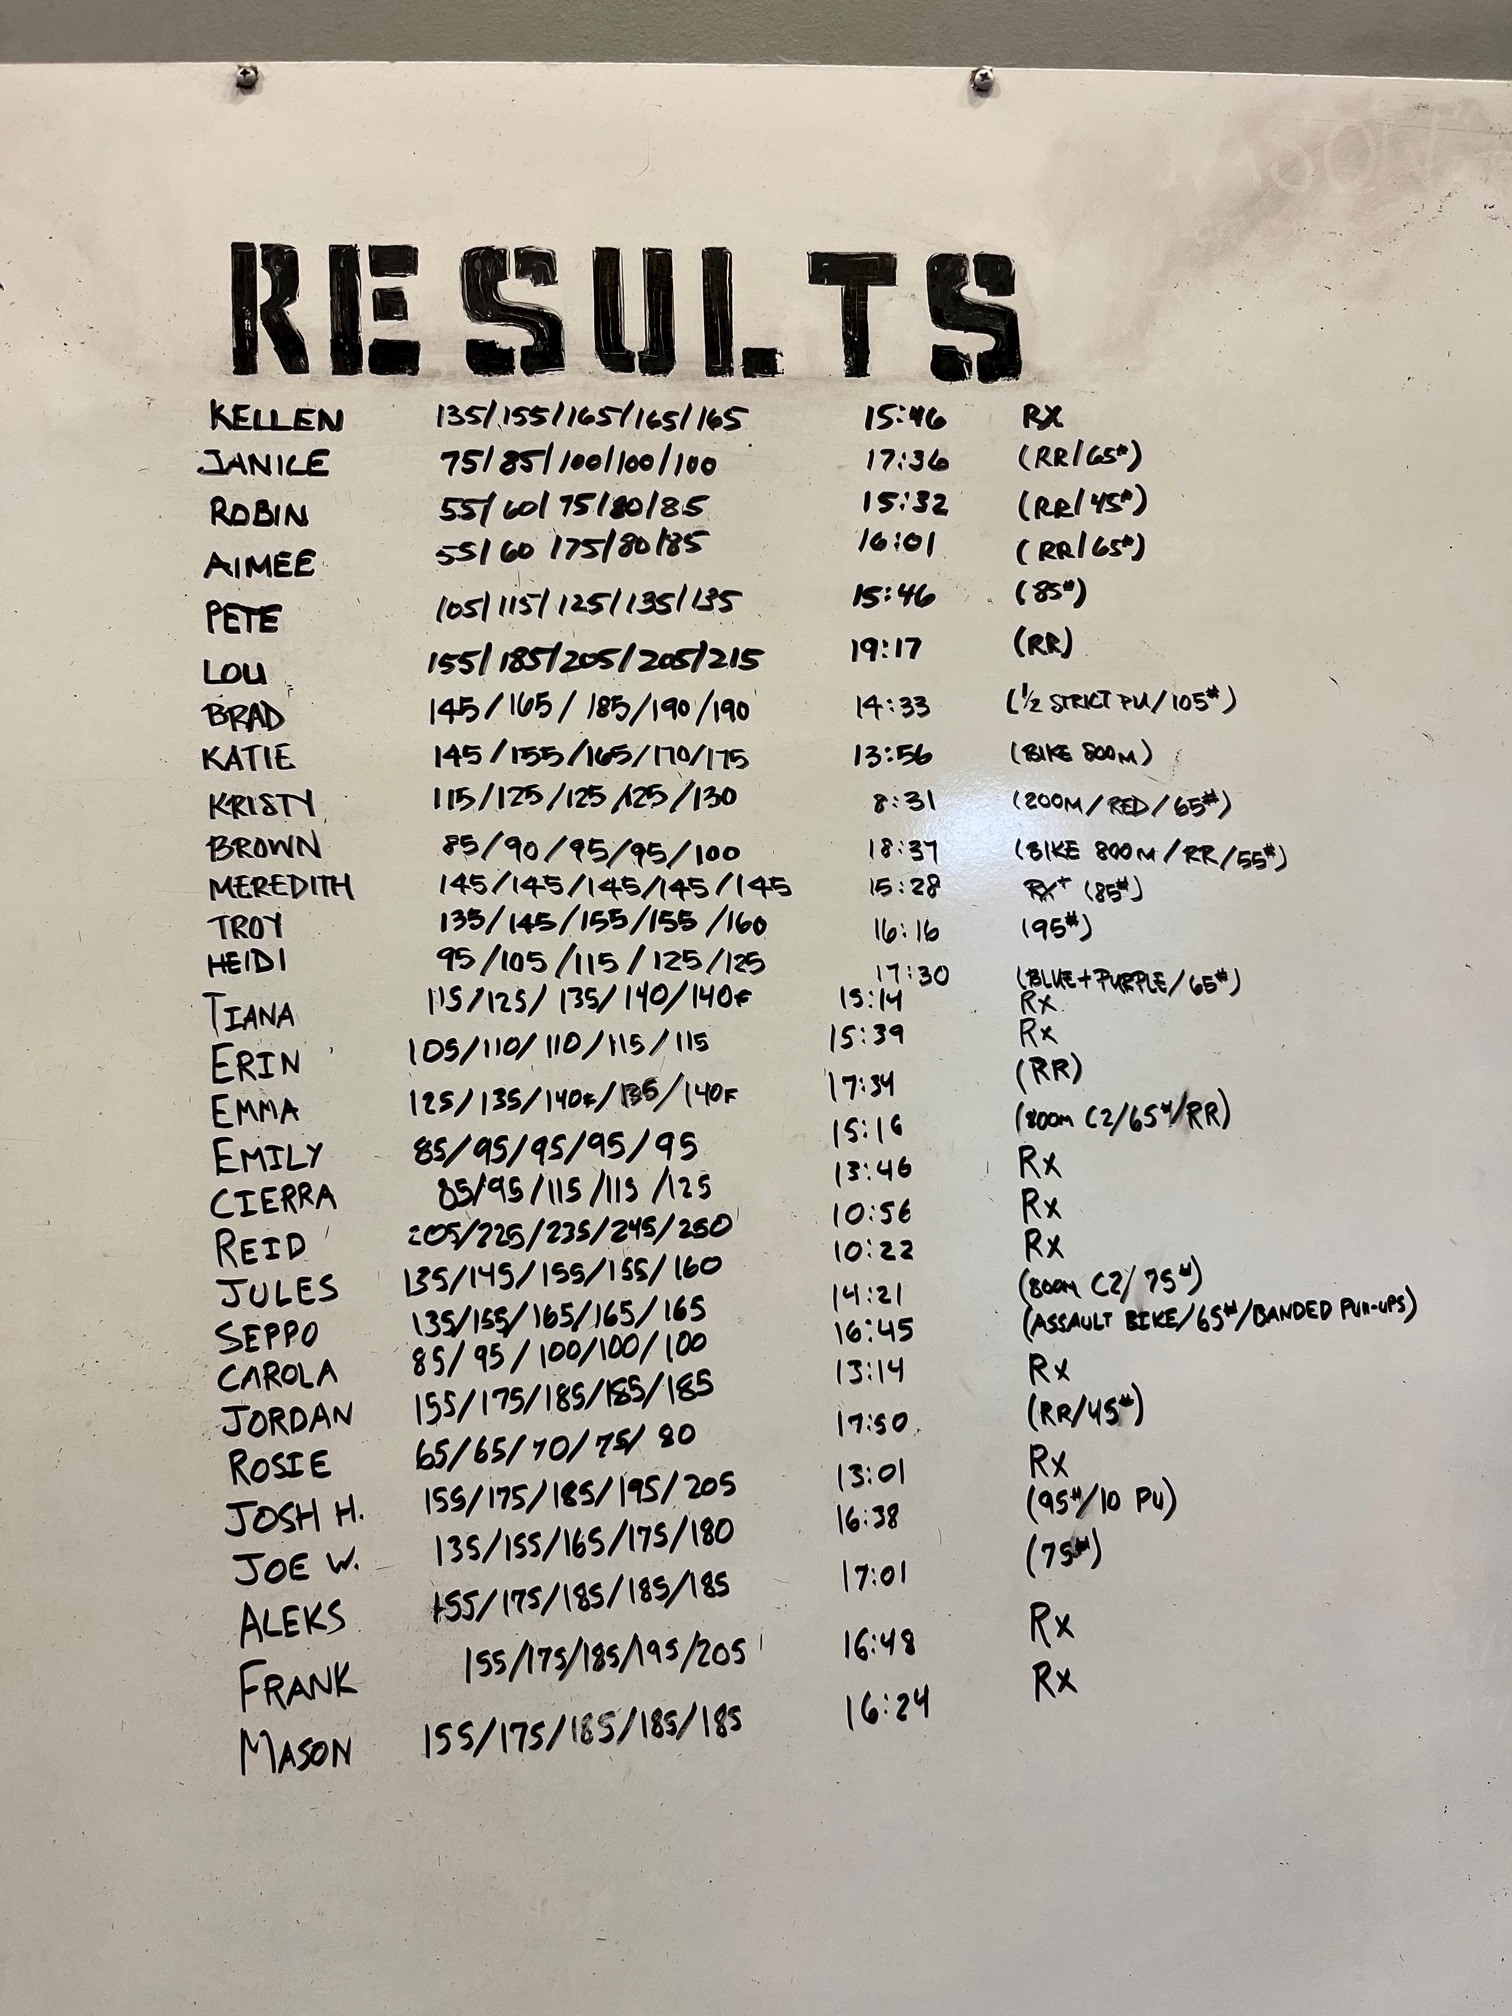 RESULTS
KELLEN 135/155/165/165/165 15:46 RX
JANICE 75/85/100/100/100 17:36 (RR/65#)
ROBIN 55/60/75/80/85 15:32 (RR/45#)
AIMEE 55/60/75/80/85 16:01 (RR/65#)
PETE 105/115/125/135/135 15:46 (85#)
LOU 155/185/205/205/215 19:17 (RR)
BRAD 145/165/185/190/190 14:33 (1/2 STRICT PU/105#)
KATIE 145/155/165/170/175 13:56 (BIKE 800M)
KRISTY 115/125/125/125/130 8:31 (200M/RED/65#)
BROWN 85/90/95/95/100 18:37 (BIKE 800M/RR/55#)
MEREDITH 145/145/145/145/145 15:28 RX+ (85#)
TROY 135/145/155/155/160 16:16 (95#)
HEIDI 95/105/115/125/125 17:30 (BLUE+PURPLE/65#)
TIANA 115/125/135/140/140F 15:14 Rx
ERIN 105/110/110/115/115 15:39 Rx
EMMA 125/135/140F/135/140F 17:34 (RR)
EMILY 85/95/95/95/95 15:16 (800m C2/65#/RR)
CIERRA 85/95/115/115/125 13:46 Rx
REID 205/225/235/245/250 10:56 Rx
JULES 135/145/155/155/160 10:22 Rx
SEPPO 135/155/165/165/165 14:21 (800m C2/75#)
CAROLA 85/95/100/100/100 16:45 (ASSAULT BIKE/65#/BANDED PULL-UPS)
JORDAN 155/175/185/185/185 13:14 Rx
ROSIE 65/65/70/75/80 17:50 (RR/45#)
JOSH H. 155/175/185/195/205 13:01 Rx
JOE W. 135/155/165/175/180 16:38 (95#/10 PU)
ALEKS 155/175/185/185/185 17:01 (75#)
FRANK 155/175/185/195/205 16:48 Rx
MASON 155/175/185/185/185 16:24 Rx